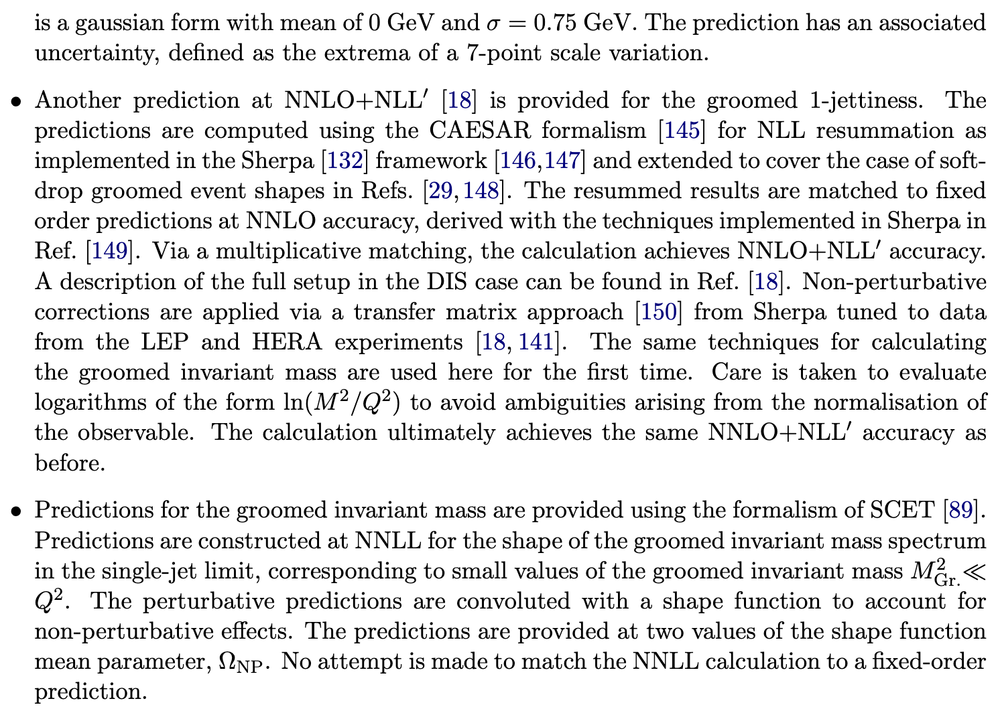 is a gaussian form with mean of 0 GeV and σ = 0.75 GeV. The prediction has an associated
uncertainty, defined as the extrema of a 7-point scale variation.
• Another prediction at NNLO+NLL′ [18] is provided for the groomed 1-jettiness. The
predictions are computed using the CAESAR formalism [145] for NLL resummation as
implemented in the Sherpa [132] framework [146,147] and extended to cover the case of soft-
drop groomed event shapes in Refs. [29,148]. The resummed results are matched to fixed
order predictions at NNLO accuracy, derived with the techniques implemented in Sherpa in
Ref. [149]. Via a multiplicative matching, the calculation achieves NNLO+NLL′ accuracy.
A description of the full setup in the DIS case can be found in Ref. [18]. Non-perturbative
corrections are applied via a transfer matrix approach [150] from Sherpa tuned to data
from the LEP and HERA experiments [18, 141]. The same techniques for calculating
the groomed invariant mass are used here for the first time. Care is taken to evaluate
logarithms of the form ln(M²/Q²) to avoid ambiguities arising from the normalisation of
the observable. The calculation ultimately achieves the same NNLO+NLL′ accuracy as
before.
• Predictions for the groomed invariant mass are provided using the formalism of SCET [89].
Predictions are constructed at NNLL for the shape of the groomed invariant mass spectrum
in the single-jet limit, corresponding to small values of the groomed invariant mass M²_Gr. ≪
Q². The perturbative predictions are convoluted with a shape function to account for
non-perturbative effects. The predictions are provided at two values of the shape function
mean parameter, Ω_NP. No attempt is made to match the NNLL calculation to a fixed-order
prediction.